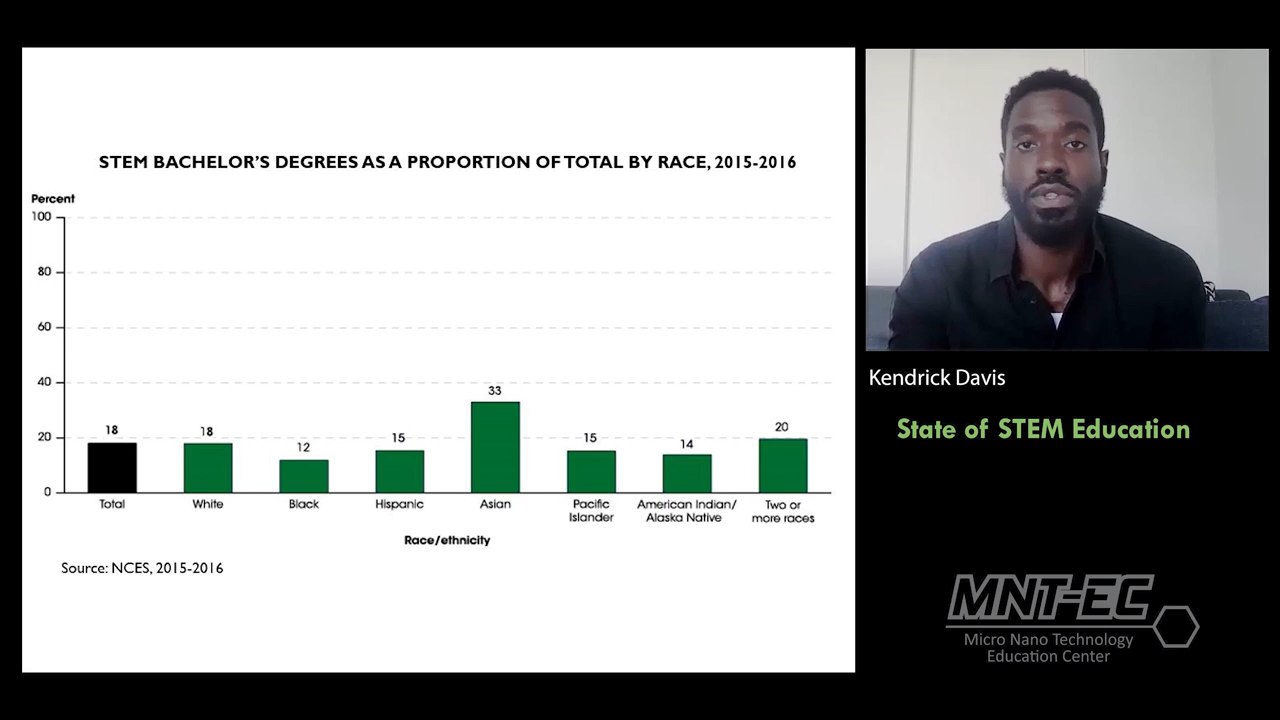 STEM BACHELOR'S DEGREES AS A PROPORTION OF TOTAL BY RACE, 2015-2016
Percent
100
80
60
40
20
0
18
18
12
15
33
15
14
20
Total
White
Black
Hispanic
Asian
Pacific
Islander
American Indian/
Alaska Native
Two or
more races
Race/ethnicity
Source: NCES, 2015-2016
Kendrick Davis
State of STEM Education
MNT-EC
Micro Nano Technology
Education Center